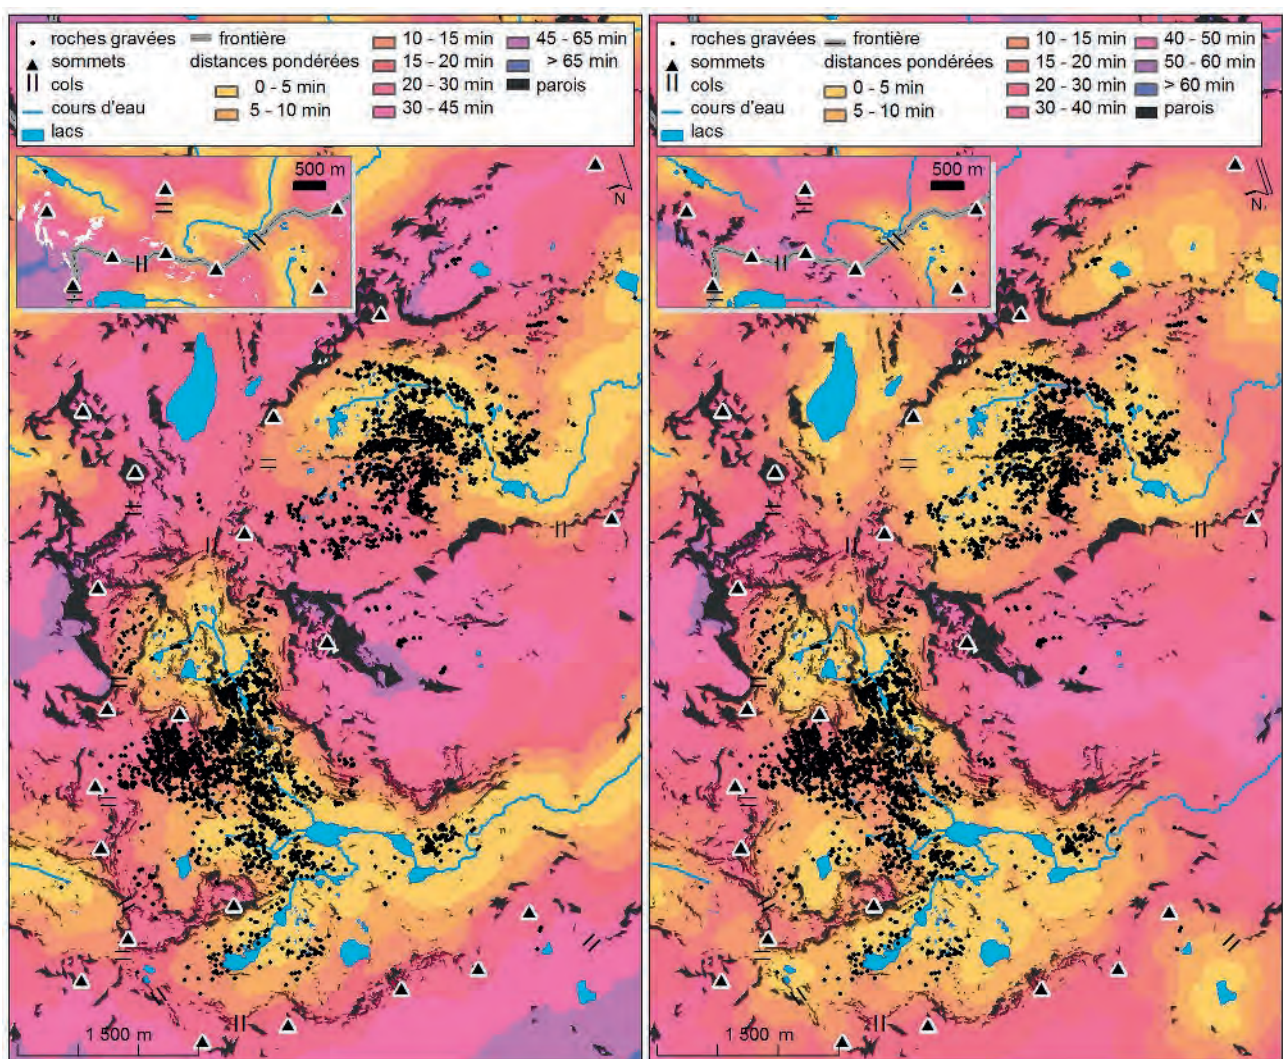 roches gravées
sommets
cols
cours d'eau
lacs
frontière
distances pondérées
0 - 5 min
5 - 10 min
10 - 15 min
15 - 20 min
20 - 30 min
30 - 45 min
45 - 65 min
> 65 min
parois
500 m
N
1 500 m
roches gravées
sommets
cols
cours d'eau
lacs
frontière
distances pondérées
0 - 5 min
5 - 10 min
10 - 15 min
15 - 20 min
20 - 30 min
30 - 40 min
40 - 50 min
50 - 60 min
> 60 min
parois
500 m
N
1 500 m